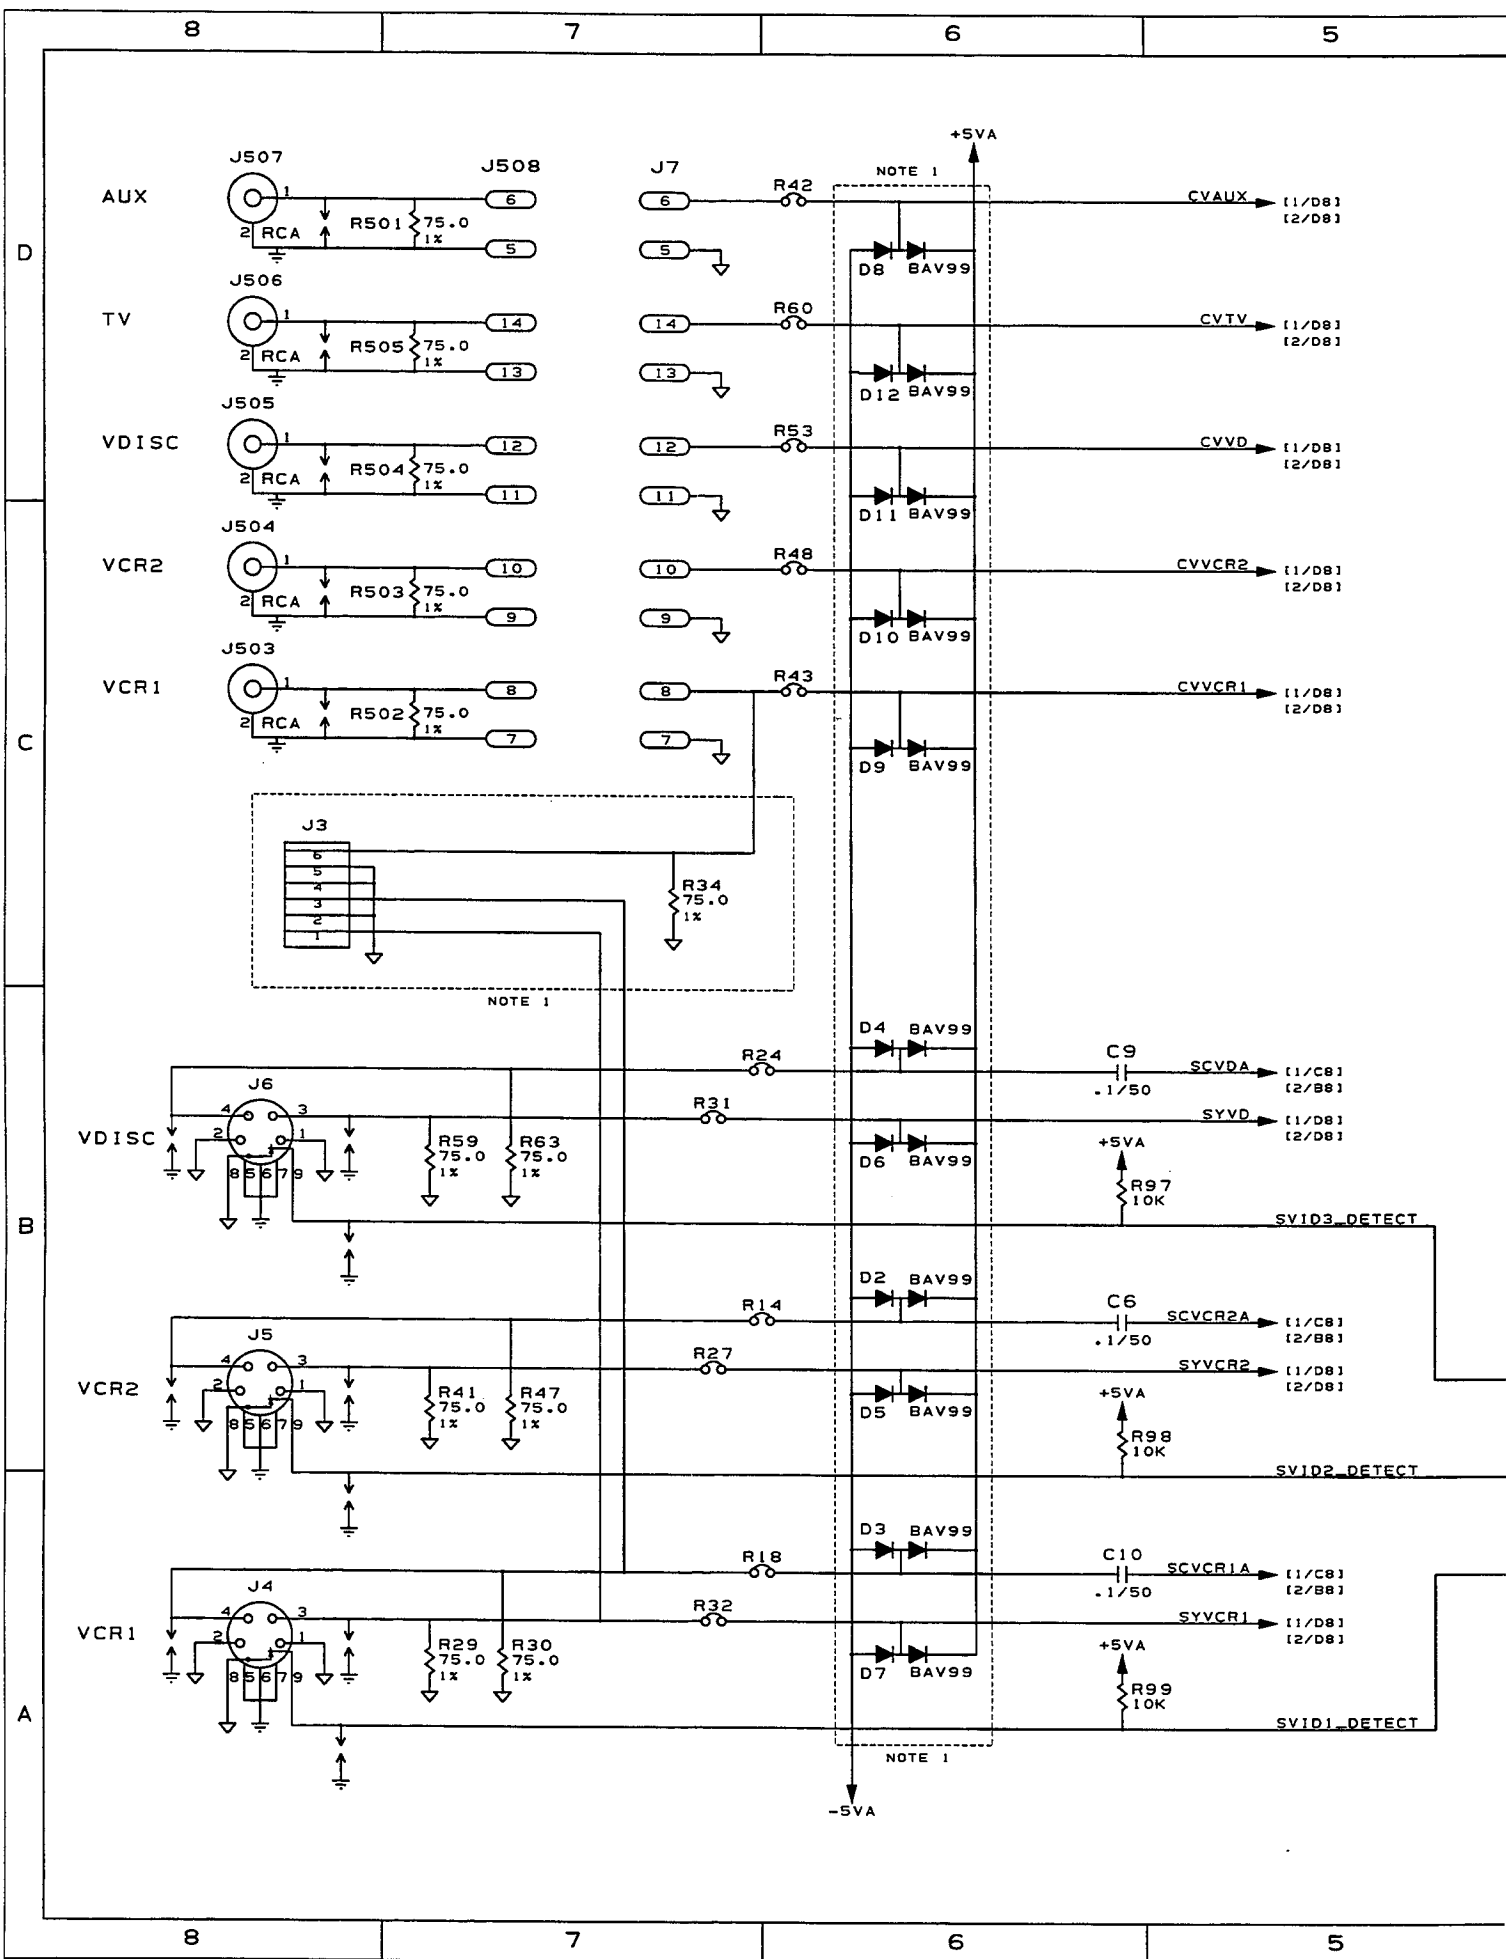 8 7 6 5
+5VA
J507 J508 J7 NOTE 1
AUX 1 6 6 R42 CVAUX [1/D8]
2 RCA R501 75.0 1% 5 5 D8 BAV99 [2/D8]
D
J506
TV 1 14 14 R60 CVTV [1/D8]
2 RCA R505 75.0 1% 13 13 D12 BAV99 [2/D8]
J505
VDISC 1 12 12 R53 CVVD [1/D8]
2 RCA R504 75.0 1% 11 11 D11 BAV99 [2/D8]
J504
VCR2 1 10 10 R48 CVVCR2 [1/D8]
2 RCA R503 75.0 1% 9 9 D10 BAV99 [2/D8]
J503
VCR1 1 8 8 R43 CVVCR1 [1/D8]
2 RCA R502 75.0 1% 7 7 D9 BAV99 [2/D8]
C
J3
6
5
4
3
2
1
R34
75.0
1%
NOTE 1
D4 BAV99
R24 C9 SCVDA [1/C8]
.1/50 [2/B8]
J6
4 3 R31 SYVD [1/D8]
[2/D8]
VDISC 2 1 R59 75.0 1% R63 75.0 1% D6 BAV99 +5VA
8 5 6 7 9 R97
10K
B
SVID3_DETECT
D2 BAV99
R14 C6 SCVCR2A [1/C8]
.1/50 [2/B8]
J5
4 3 R27 SYVCR2 [1/D8]
[2/D8]
VCR2 2 1 R41 75.0 1% R47 75.0 1% D5 BAV99 +5VA
8 5 6 7 9 R98
10K
SVID2_DETECT
D3 BAV99
R18 C10 SCVCR1A [1/C8]
.1/50 [2/B8]
J4
4 3 R32 SYVCR1 [1/D8]
[2/D8]
VCR1 2 1 R29 75.0 1% R30 75.0 1% D7 BAV99 +5VA
8 5 6 7 9 R99
10K
A
SVID1_DETECT
NOTE 1
-5VA
8 7 6 5